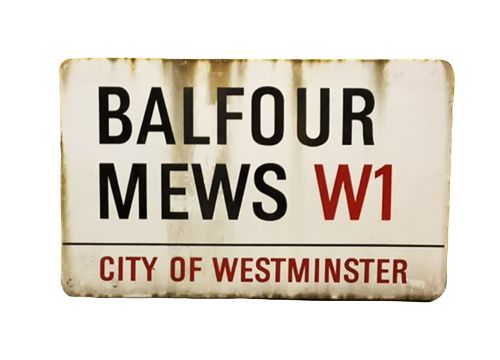 BALFOUR
MEWS W1
CITY OF WESTMINSTER